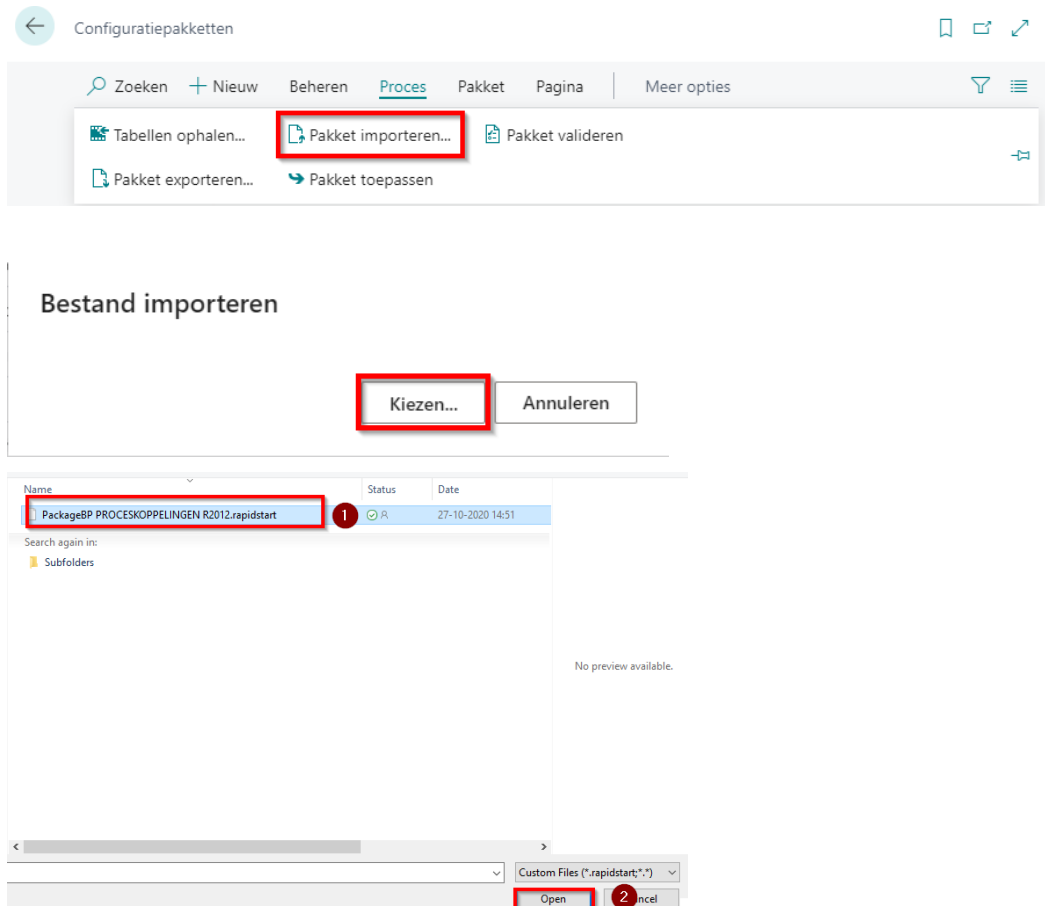 Configuratiepakketten
Zoeken Nieuw Beheren Proces Pakket Pagina Meer opties
Tabellen ophalen... Pakket importeren... Pakket valideren
Pakket exporteren... Pakket toepassen
Bestand importeren
Kiezen... Annuleren
Name Status Date
PackageBP PROCESKOPPELINGEN R2012.rapidstart 1 27-10-2020 14:51
Search again in:
Subfolders
No preview available.
Custom Files (*.rapidstart;*.*)
Open 2 ncel